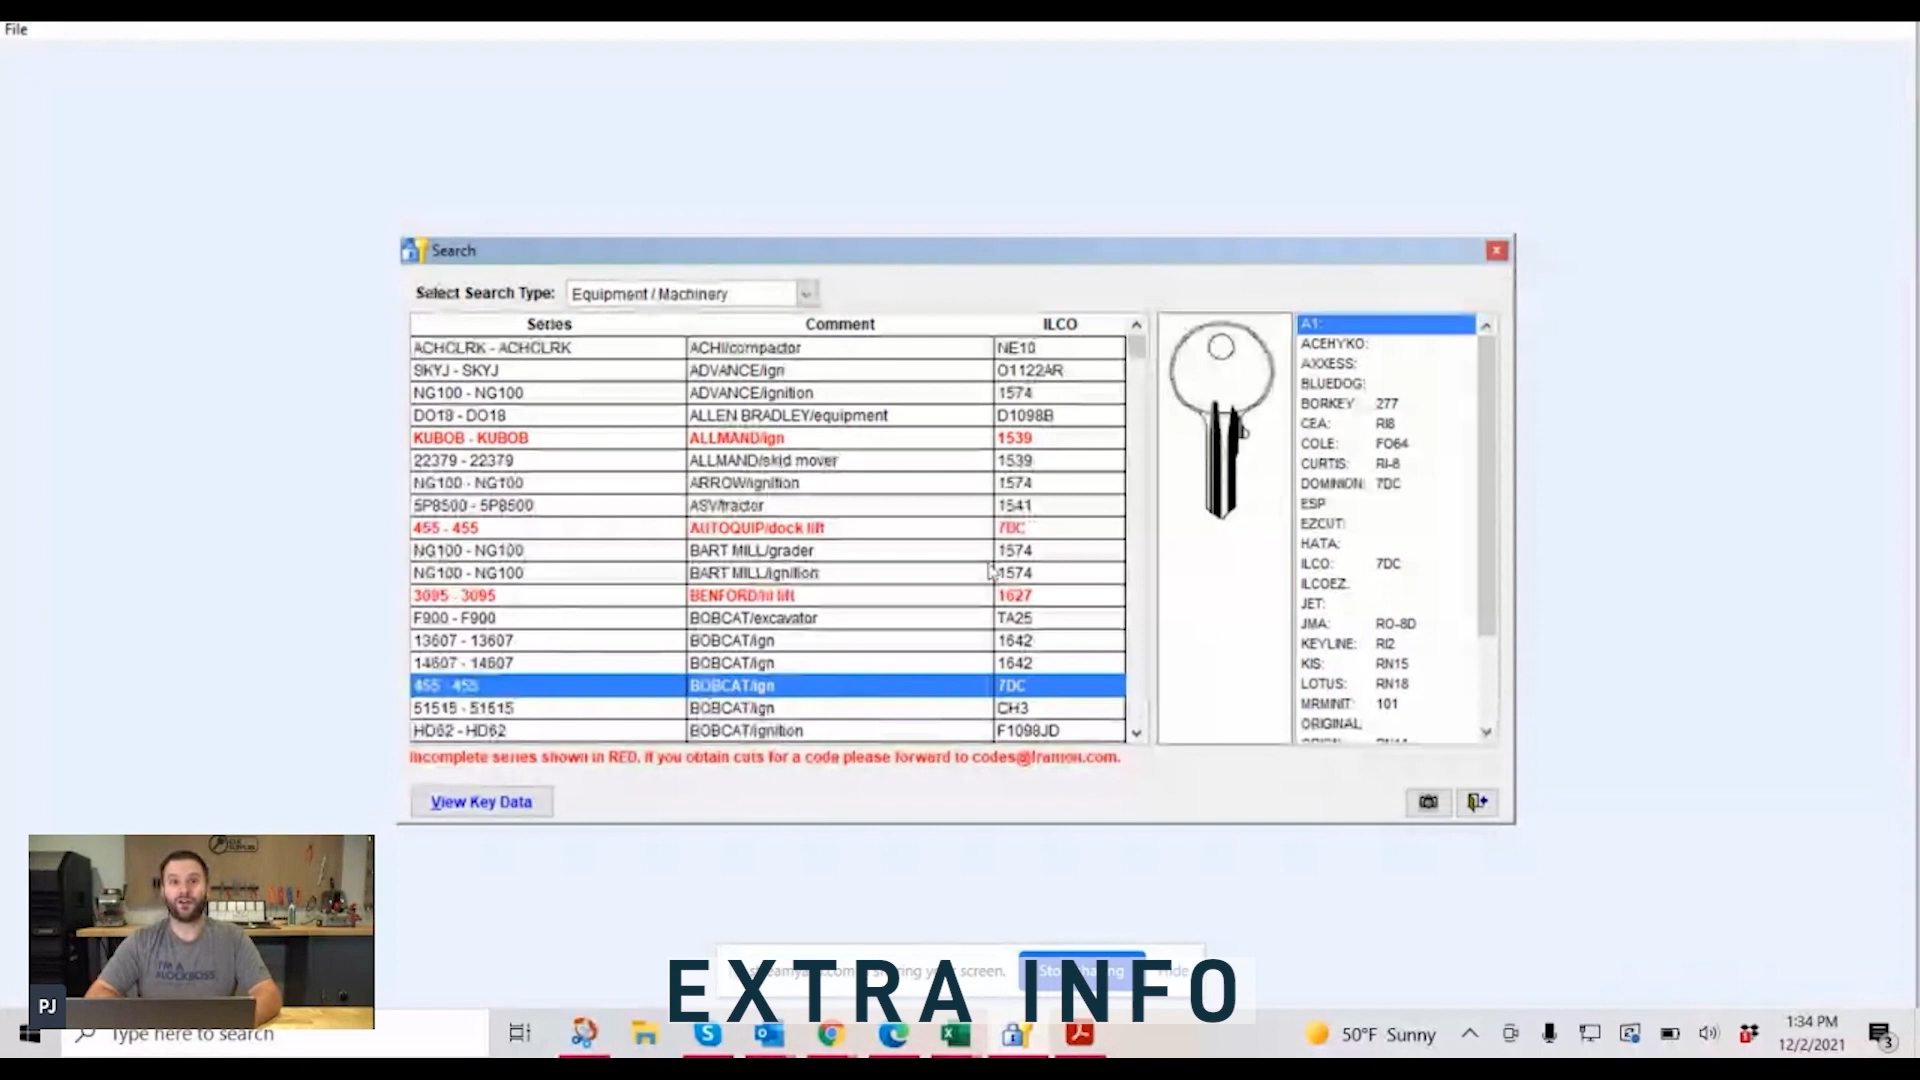 File
Search
Select Search Type: Equipment / Machinery
Series Comment ILCO
ACHCLRK - ACHCLRK ACHI/compactor NE10
SKYJ - SKYJ ADVANCE/ign O1122AR
NG100 - NG100 ADVANCE/ignition 1574
DO18 - DO18 ALLEN BRADLEY/equipment D1098B
KUBOB - KUBOB ALLMAND/ign 1539
22379 - 22379 ALLMAND/skid mover 1539
NG100 - NG100 ARROW/ignition 1574
5P8500 - 5P8500 ASV/tractor 1541
455 - 455 AUTOQUIP/dock lift 7DC
NG100 - NG100 BART MILL/grader 1574
NG100 - NG100 BART MILL/ignition 1574
3095 - 3095 BENFORD/ lift 1627
F900 - F900 BOBCAT/excavator TA25
13607 - 13607 BOBCAT/ign 1642
14607 - 14607 BOBCAT/ign 1642
455 - 455 BOBCAT/ign 7DC
51515 - 51515 BOBCAT/ign CH3
HD62 - HD62 BOBCAT/ignition F1098JD
A1:
ACEHYKO:
AXXESS:
BLUEDOG:
BORKEY 277
CEA: RI8
COLE: FO64
CURTIS: RI-8
DOMINION: 7DC
ESP
EZCUT:
HATA:
ILCO: 7DC
ILCOEZ:
JET:
JMA: RO-8D
KEYLINE: RI2
KIS: RN15
LOTUS: RN18
MRMINIT: 101
ORIGINAL
Incomplete series shown in RED. If you obtain cuts for a code please forward to codes@framon.com.
View Key Data
I'M A
#LOCKBOSS
PJ
your screen.
Hide
EXTRA INFO
Type here to search
50°F Sunny
1:34 PM
12/2/2021
3